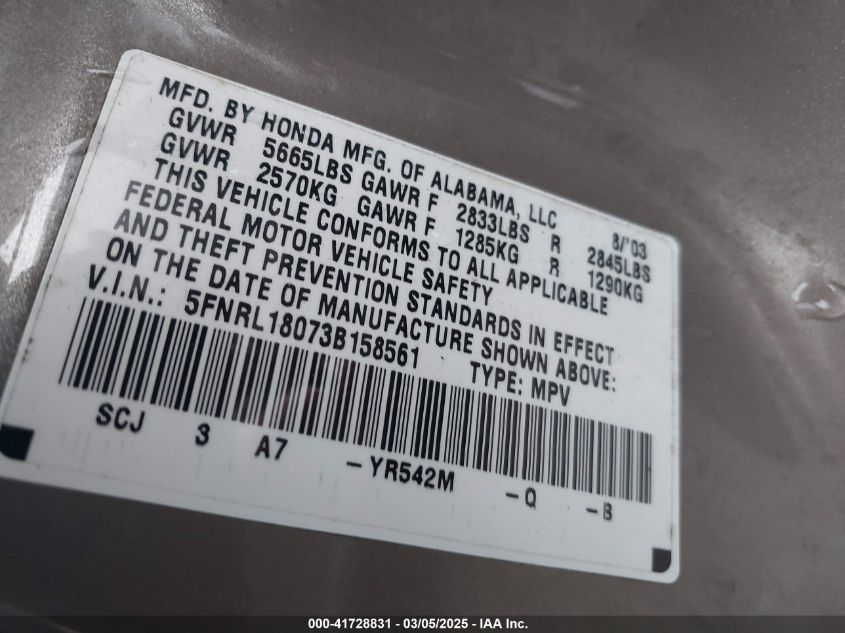 MFD. BY HONDA MFG. OF ALABAMA, LLC 8/'03
GVWR 5665LBS GAWR F 2833LBS R 2845LBS
GVWR 2570KG GAWR F 1285KG R 1290KG
THIS VEHICLE CONFORMS TO ALL APPLICABLE
FEDERAL MOTOR VEHICLE SAFETY
AND THEFT PREVENTION STANDARDS IN EFFECT
ON THE DATE OF MANUFACTURE SHOWN ABOVE:
V.I.N.: 5FNRL18073B158561 TYPE: MPV
SCJ 3 A7 -YR542M -Q -B
000-41728831 - 03/05/2025 - IAA Inc.